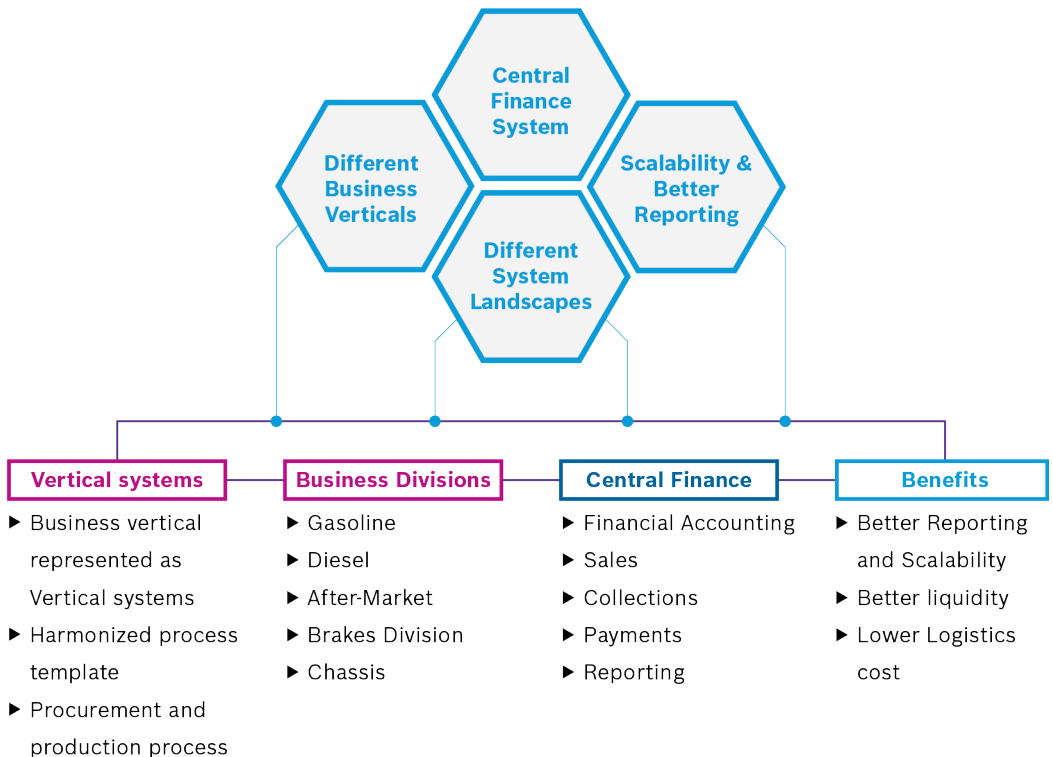 Central
Finance
System
Different
Business
Verticals
Scalability &
Better
Reporting
Different
System
Landscapes
Vertical systems
Business vertical
represented as
Vertical systems
Harmonized process
template
Procurement and
production process
Business Divisions
Gasoline
Diesel
After-Market
Brakes Division
Chassis
Central Finance
Financial Accounting
Sales
Collections
Payments
Reporting
Benefits
Better Reporting
and Scalability
Better liquidity
Lower Logistics
cost